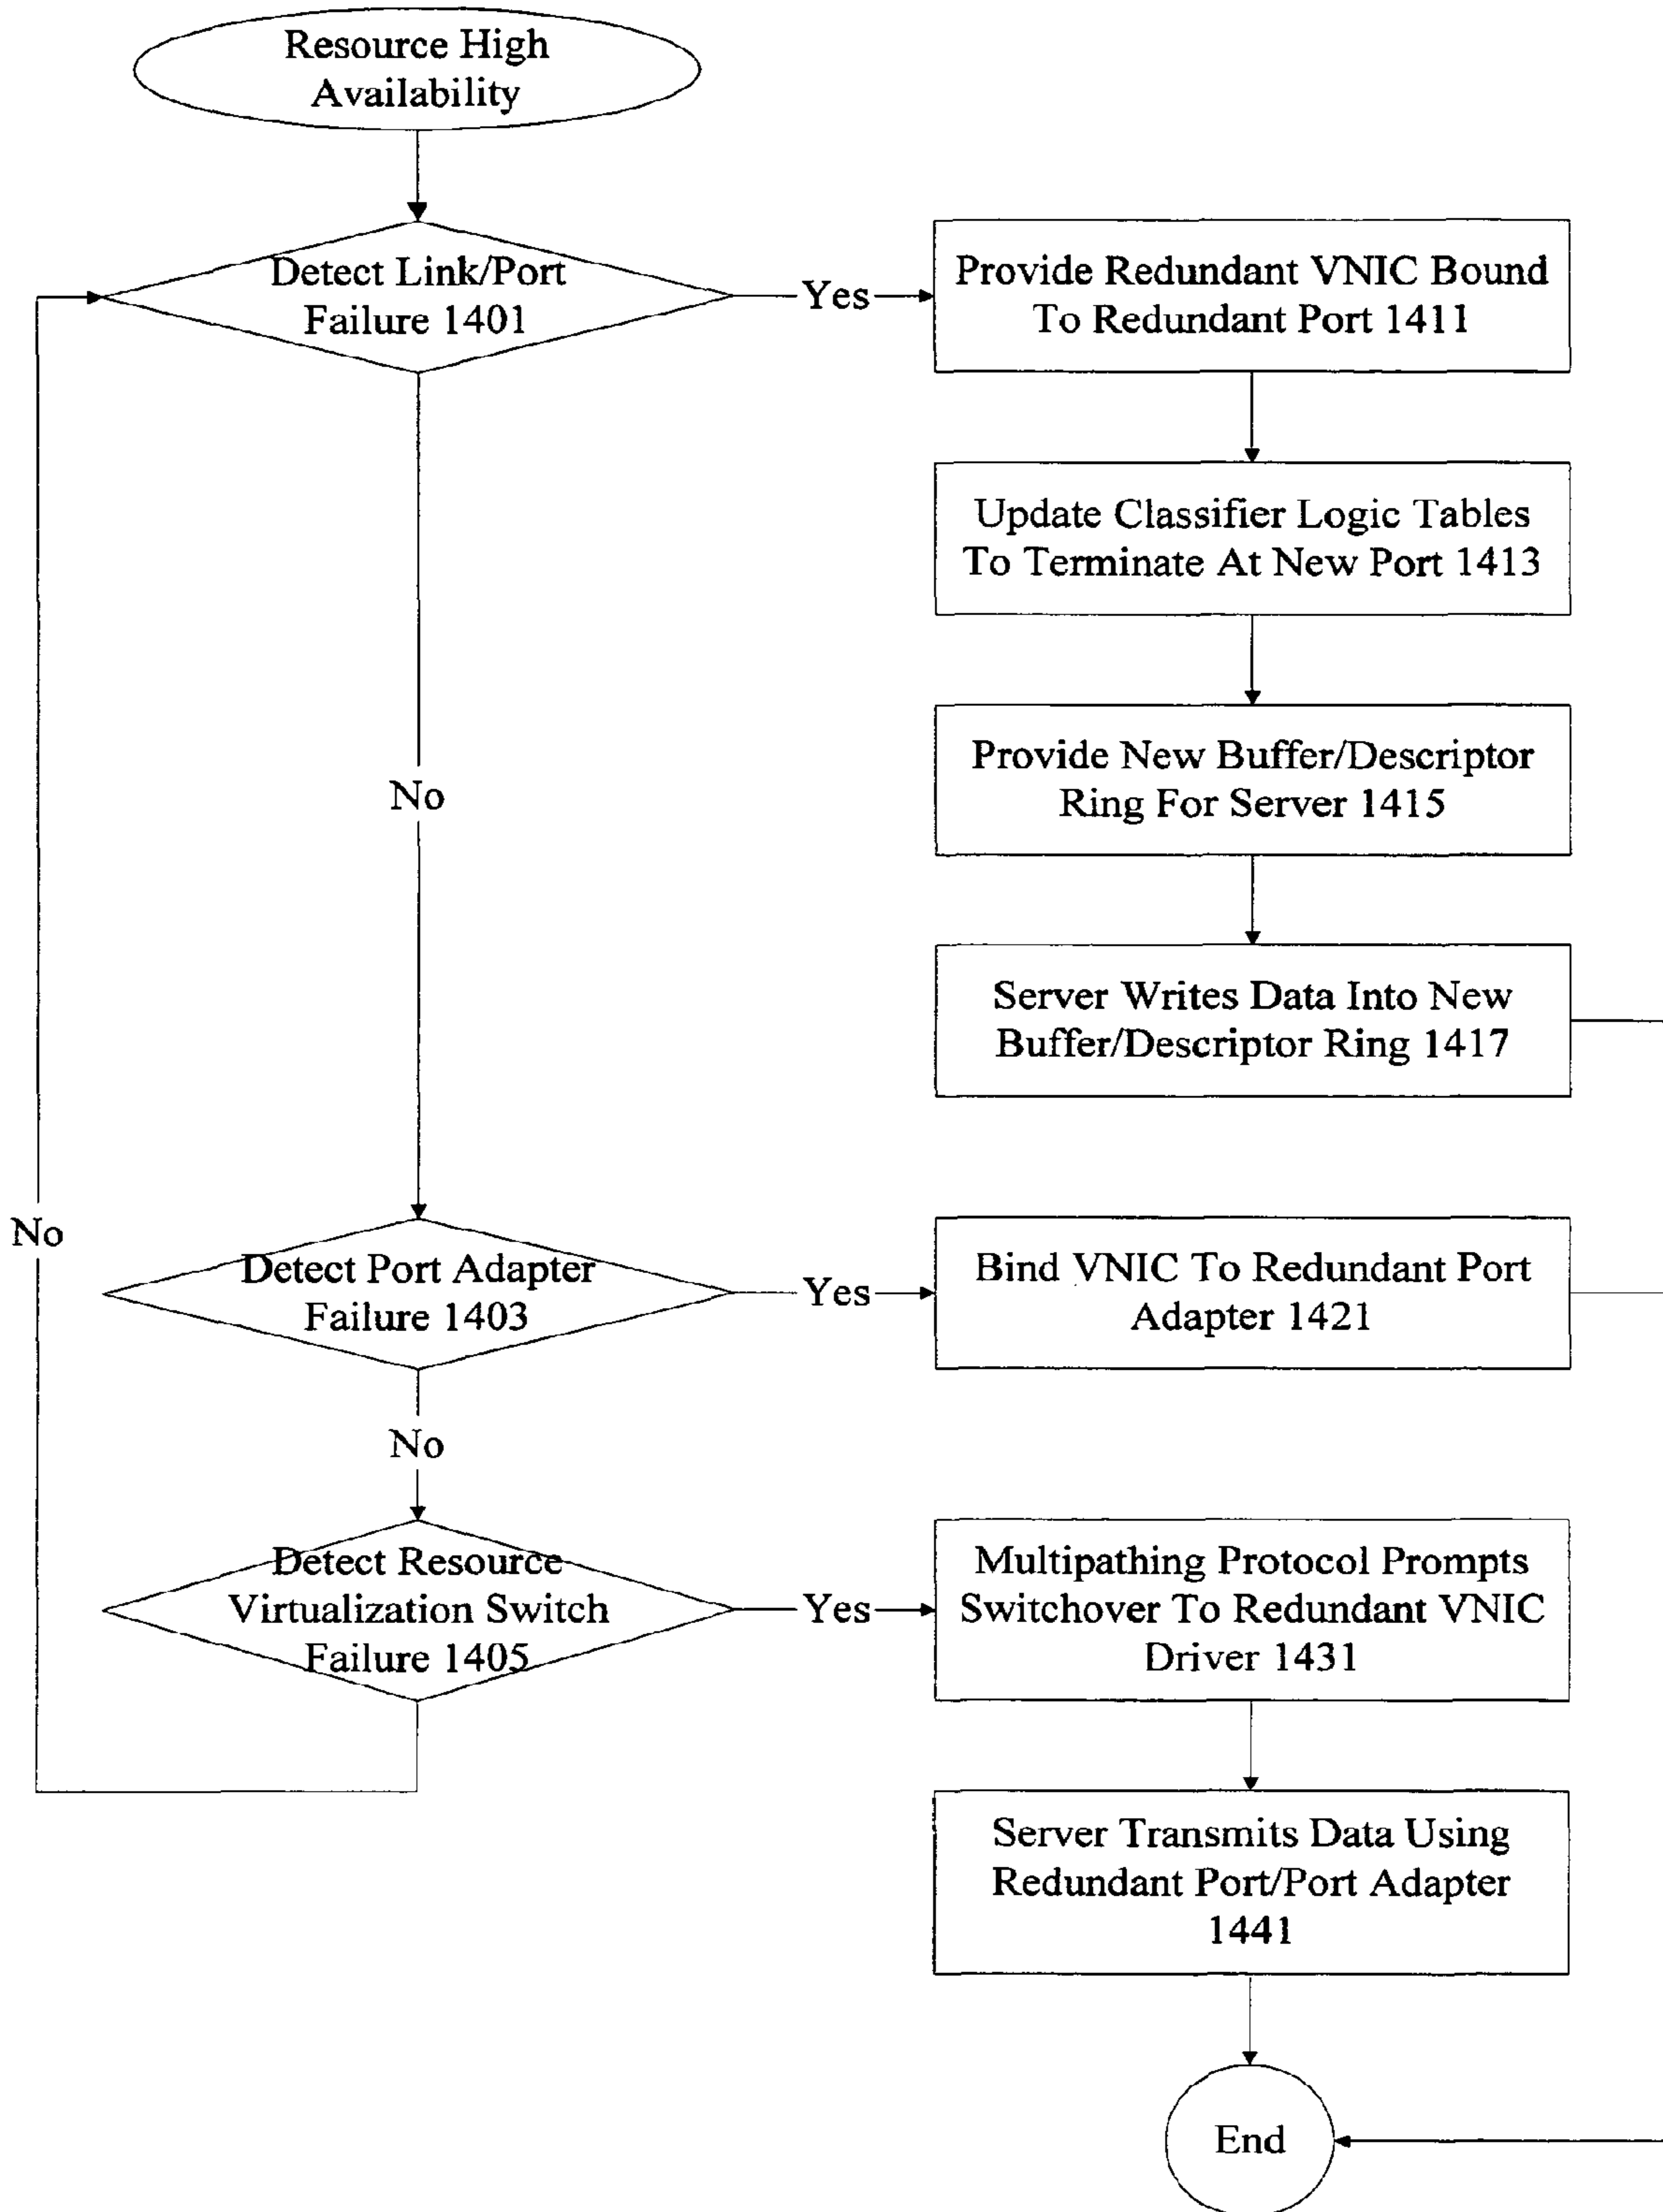 Resource High
Availability
Detect Link/Port
Failure 1401
Yes
Provide Redundant VNIC Bound
To Redundant Port 1411
Update Classifier Logic Tables
To Terminate At New Port 1413
Provide New Buffer/Descriptor
Ring For Server 1415
No
Server Writes Data Into New
Buffer/Descriptor Ring 1417
No
Detect Port Adapter
Failure 1403
Yes
Bind VNIC To Redundant Port
Adapter 1421
No
Detect Resource
Virtualization Switch
Failure 1405
Yes
Multipathing Protocol Prompts
Switchover To Redundant VNIC
Driver 1431
Server Transmits Data Using
Redundant Port/Port Adapter
1441
End